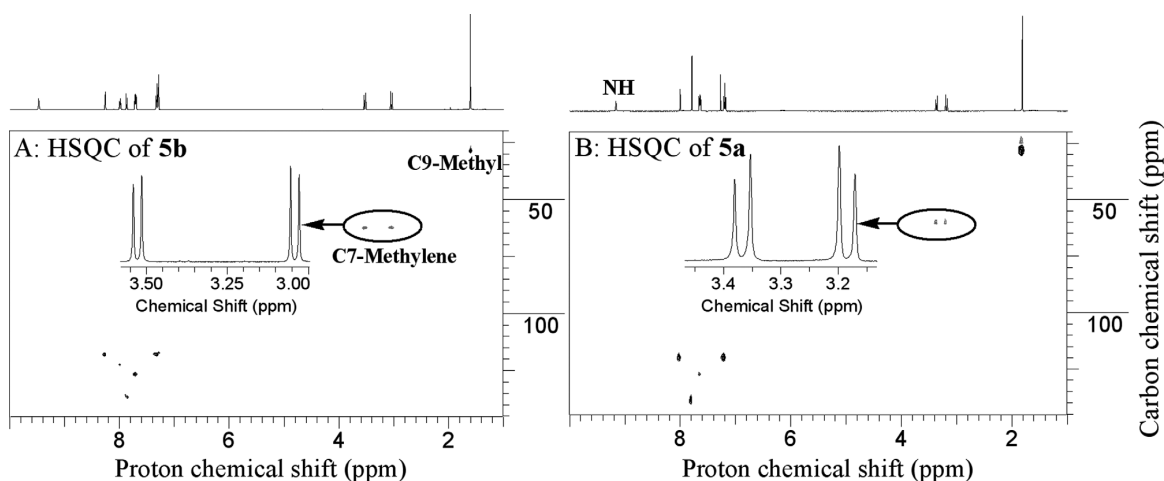 NH
A: HSQC of 5b
C9-Methyl
C7-Methylene
3.50 3.25 3.00
Chemical Shift (ppm)
50
100
8 6 4 2
Proton chemical shift (ppm)
B: HSQC of 5a
3.4 3.3 3.2
Chemical Shift (ppm)
50
100
8 6 4 2
Proton chemical shift (ppm)
Carbon chemical shift (ppm)